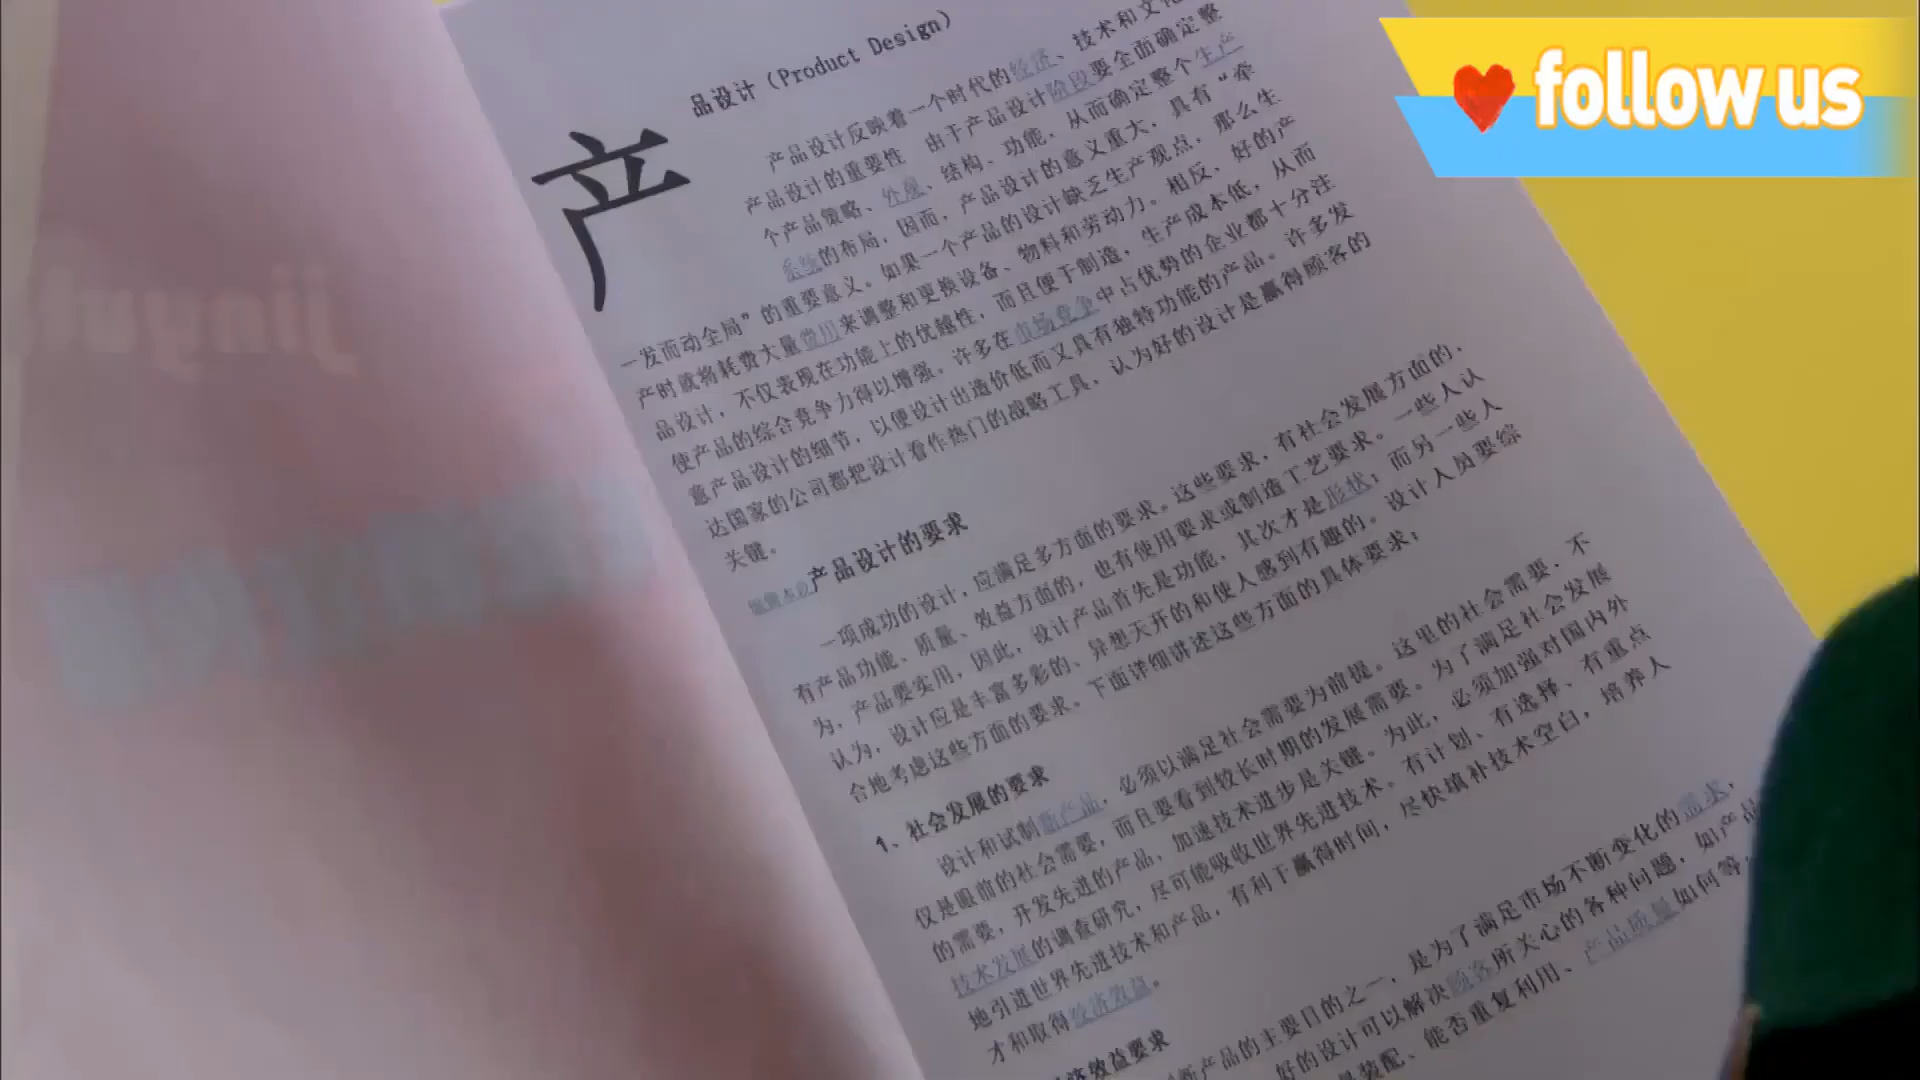 follow us
品设计（Product Design）
产
产品设计反映着一个时代的经济、技术和文化
产品设计的重要性 由于产品设计阶段要全面确定整
个产品策略、外观、结构、功能，从而确定整个生产
系统的布局，因而，产品设计的意义重大，具有“牵
一发而动全局”的重要意义。如果一个产品的设计缺乏生产观点，那么生
产时就将耗费大量费用来调整和更换设备、物料和劳动力。相反，好的产
品设计，不仅表现在功能上的优越性，而且便于制造，生产成本低，从而
使产品的综合竞争力得以增强。许多在市场竞争中占优势的企业都十分注
意产品设计的细节，以便设计出造价低而又具有独特功能的产品。许多发
达国家的公司都把设计看作热门的战略工具，认为好的设计是赢得顾客的
关键。
编辑本段产品设计的要求
一项成功的设计，应满足多方面的要求。这些要求，有社会发展方面的，
有产品功能、质量、效益方面的，也有使用要求或制造工艺要求。一些人认
为，产品要实用，因此，设计产品首先是功能，其次才是形状；而另一些人
认为，设计应是丰富多彩的、异想天开的和使人感到有趣的。设计人员要综
合地考虑这些方面的要求。下面详细讲述这些方面的具体要求：
1、社会发展的要求
设计和试制新产品，必须以满足社会需要为前提。这里的社会需要，不
仅是眼前的社会需要，而且要看到较长时期的发展需要。为了满足社会发展
的需要，开发先进的产品，加速技术进步是关键。为此，必须加强对国内外
技术发展的调查研究，尽可能吸收世界先进技术。有计划、有选择、有重点
地引进世界先进技术和产品，有利于赢得时间，尽快填补技术空白，培养人
才和取得经济效益。
济效益要求
新产品的主要目的之一，是为了满足市场不断变化的需求，
好的设计可以解决顾客所关心的各种问题，如产品
装配、能否重复利用、产品质量如何等，